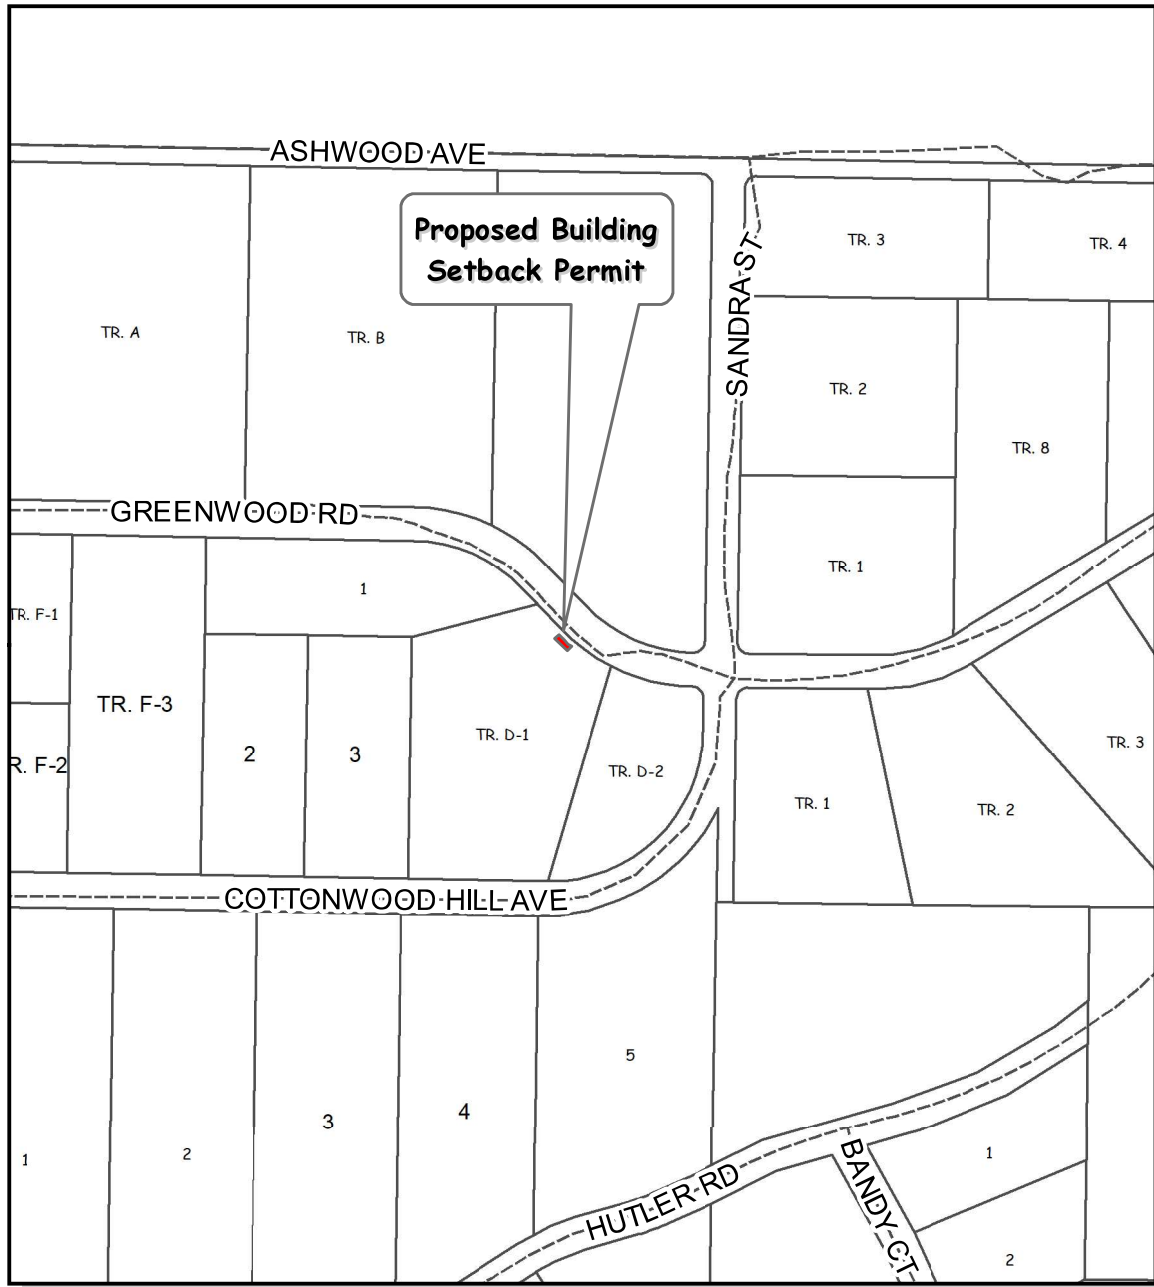 ASHWOOD AVE
Proposed Building
Setback Permit
SANDRA ST
TR. 3
TR. 4
TR. A
TR. B
TR. 2
TR. 8
GREENWOOD RD
TR. 1
1
TR. F-1
TR. F-3
2
3
TR. D-1
TR. D-2
R. F-2
TR. 3
TR. 1
TR. 2
COTTONWOOD HILL AVE
5
4
3
2
1
HUTLER RD
BANDY CT
1
2